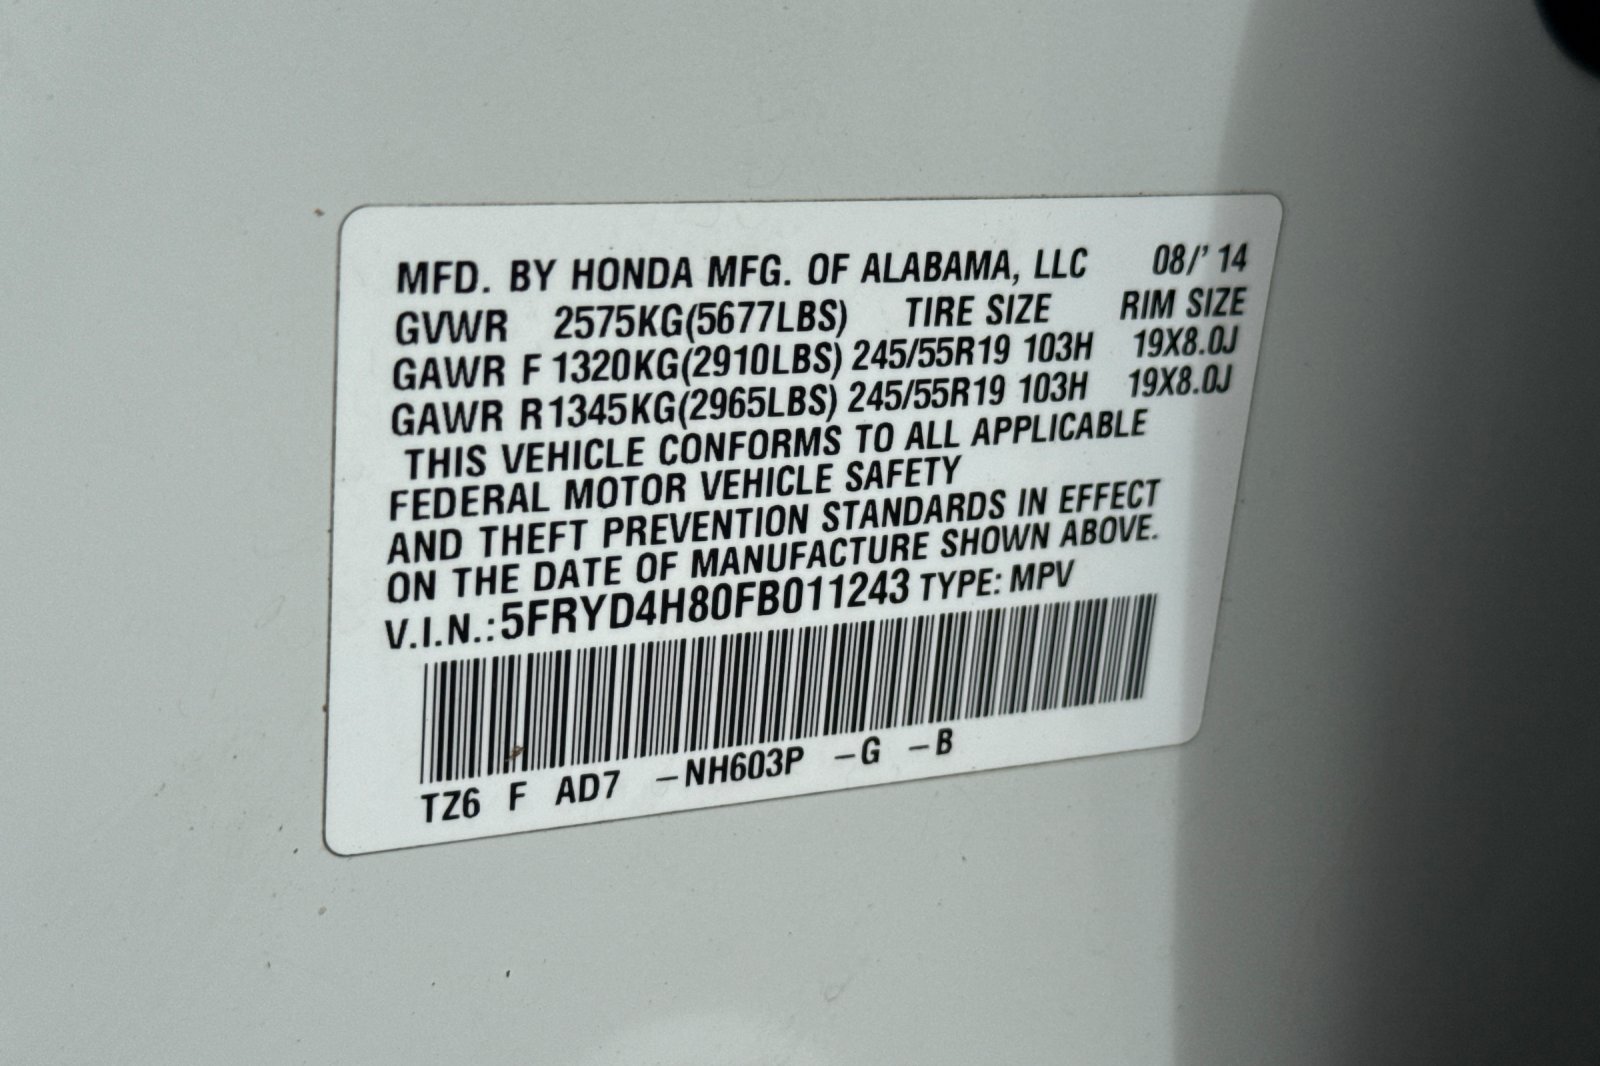 MFD. BY HONDA MFG. OF ALABAMA, LLC 08/' 14
GVWR 2575KG(5677LBS) TIRE SIZE RIM SIZE
GAWR F 1320KG(2910LBS) 245/55R19 103H 19X8.0J
GAWR R 1345KG(2965LBS) 245/55R19 103H 19X8.0J
THIS VEHICLE CONFORMS TO ALL APPLICABLE
FEDERAL MOTOR VEHICLE SAFETY
AND THEFT PREVENTION STANDARDS IN EFFECT
ON THE DATE OF MANUFACTURE SHOWN ABOVE.
V.I.N.: 5FRYD4H80FB011243 TYPE: MPV
TZ6 F AD7 -NH603P -G -B